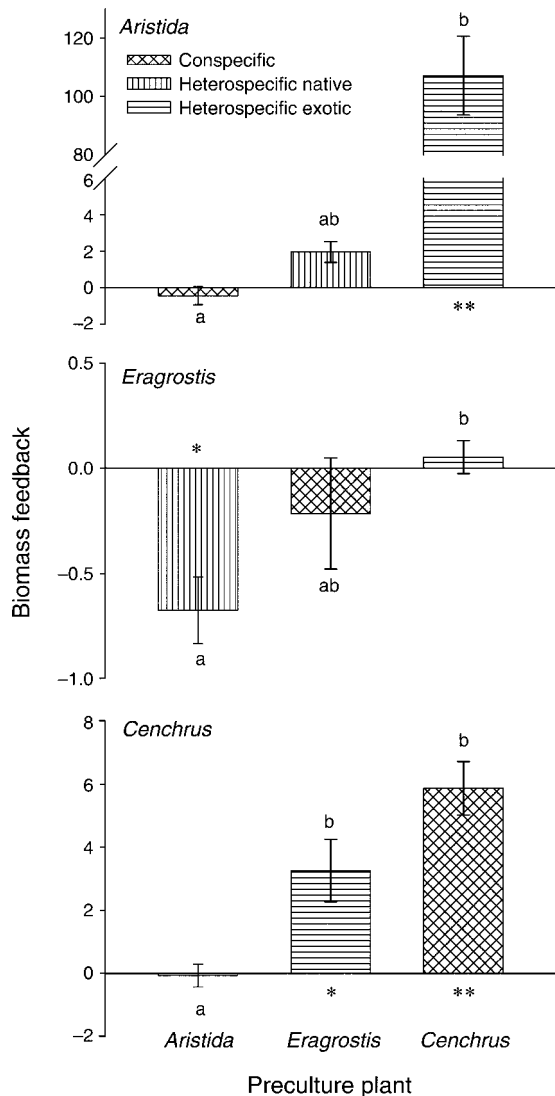 Aristida
Conspecific
Heterospecific native
Heterospecific exotic
120
100
80
6
4
2
0
−2
a
ab
b
**
Eragrostis
0.5
0.0
−0.5
−1.0
*
a
ab
b
Biomass feedback
Cenchrus
8
6
4
2
0
−2
a
b
*
b
**
Aristida Eragrostis Cenchrus
Preculture plant